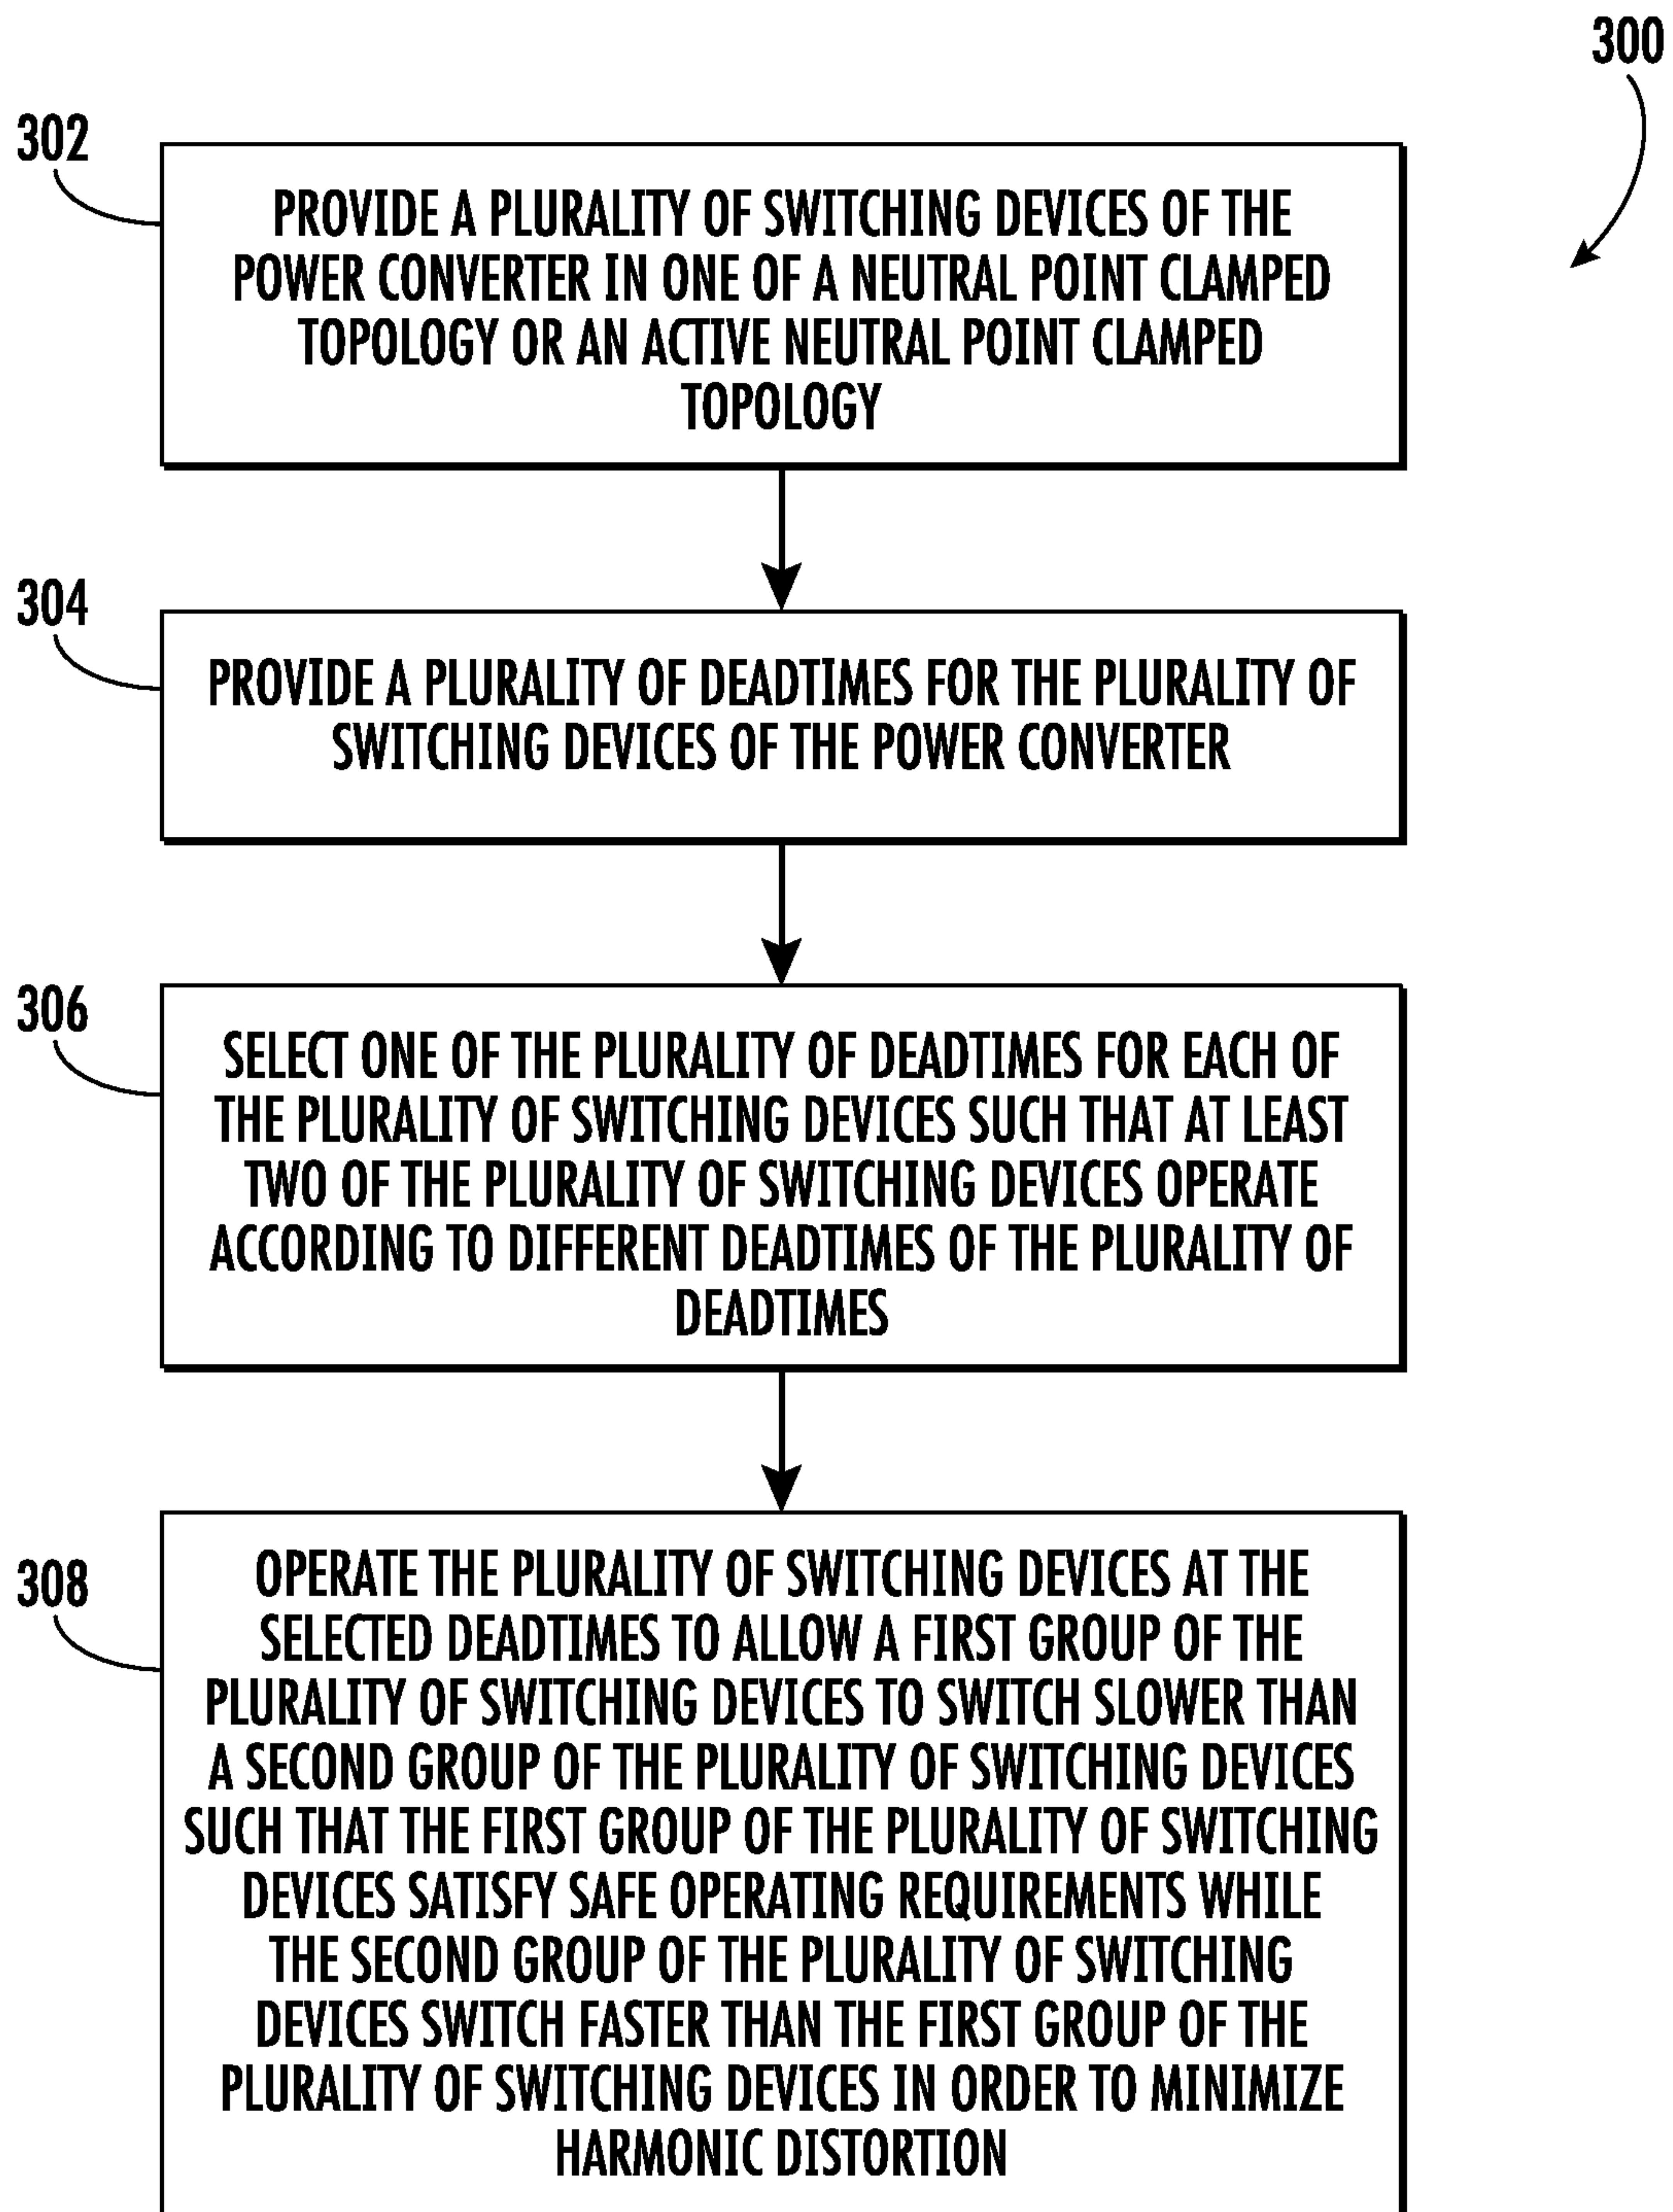 300
302
PROVIDE A PLURALITY OF SWITCHING DEVICES OF THE
POWER CONVERTER IN ONE OF A NEUTRAL POINT CLAMPED
TOPOLOGY OR AN ACTIVE NEUTRAL POINT CLAMPED
TOPOLOGY
304
PROVIDE A PLURALITY OF DEADTIMES FOR THE PLURALITY OF
SWITCHING DEVICES OF THE POWER CONVERTER
306
SELECT ONE OF THE PLURALITY OF DEADTIMES FOR EACH OF
THE PLURALITY OF SWITCHING DEVICES SUCH THAT AT LEAST
TWO OF THE PLURALITY OF SWITCHING DEVICES OPERATE
ACCORDING TO DIFFERENT DEADTIMES OF THE PLURALITY OF
DEADTIMES
308
OPERATE THE PLURALITY OF SWITCHING DEVICES AT THE
SELECTED DEADTIMES TO ALLOW A FIRST GROUP OF THE
PLURALITY OF SWITCHING DEVICES TO SWITCH SLOWER THAN
A SECOND GROUP OF THE PLURALITY OF SWITCHING DEVICES
SUCH THAT THE FIRST GROUP OF THE PLURALITY OF SWITCHING
DEVICES SATISFY SAFE OPERATING REQUIREMENTS WHILE
THE SECOND GROUP OF THE PLURALITY OF SWITCHING
DEVICES SWITCH FASTER THAN THE FIRST GROUP OF THE
PLURALITY OF SWITCHING DEVICES IN ORDER TO MINIMIZE
HARMONIC DISTORTION